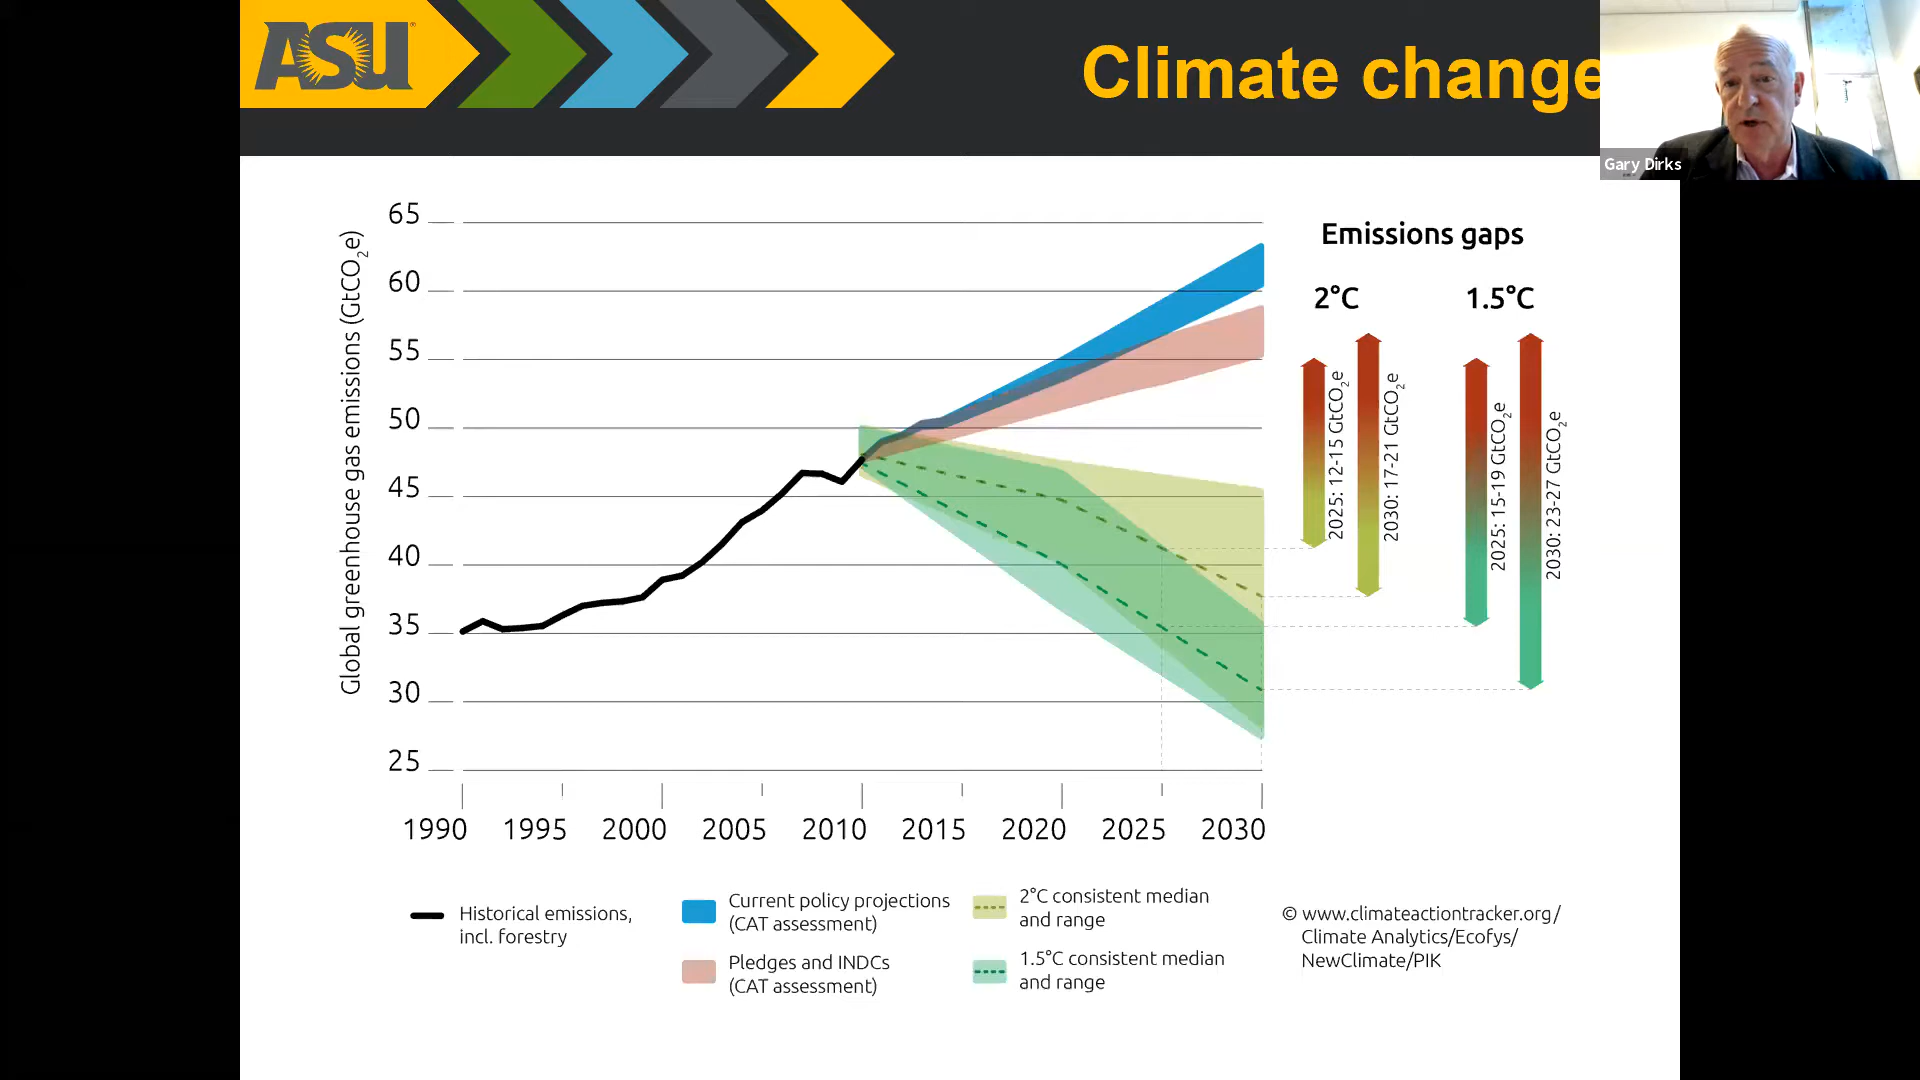 ASU
Climate change
Gary Dirks
Global greenhouse gas emissions (GtCO₂e)
65
60
55
50
45
40
35
30
25
1990 1995 2000 2005 2010 2015 2020 2025 2030
Emissions gaps
2°C 1.5°C
2025: 12-15 GtCO₂e
2030: 17-21 GtCO₂e
2025: 15-19 GtCO₂e
2030: 23-27 GtCO₂e
Historical emissions,
incl. forestry
Current policy projections
(CAT assessment)
Pledges and INDCs
(CAT assessment)
2°C consistent median
and range
1.5°C consistent median
and range
© www.climateactiontracker.org/
Climate Analytics/Ecofys/
NewClimate/PIK